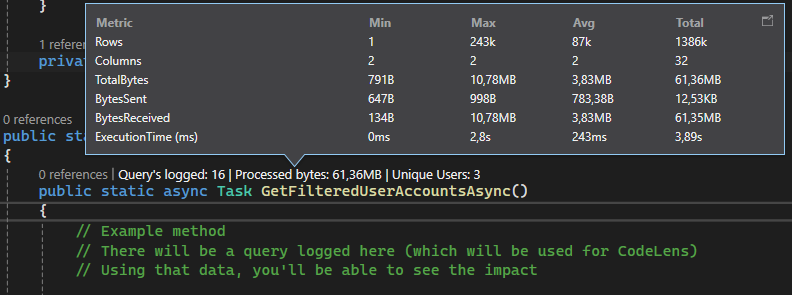 }
Metric Min Max Avg Total
Rows 1 243k 87k 1386k
1 refere
Columns 2 2 2 32
priva
TotalBytes 791B 10,78MB 3,83MB 61,36MB
}
BytesSent 647B 998B 783,38B 12,53KB
0 references
BytesReceived 134B 10,78MB 3,83MB 61,35MB
public sta
ExecutionTime (ms) 0ms 2,8s 243ms 3,89s
{
0 references | Query's logged: 16 | Processed bytes: 61,36MB | Unique Users: 3
public static async Task GetFilteredUserAccountsAsync()
{
// Example method
// There will be a query logged here (which will be used for CodeLens)
// Using that data, you'll be able to see the impact